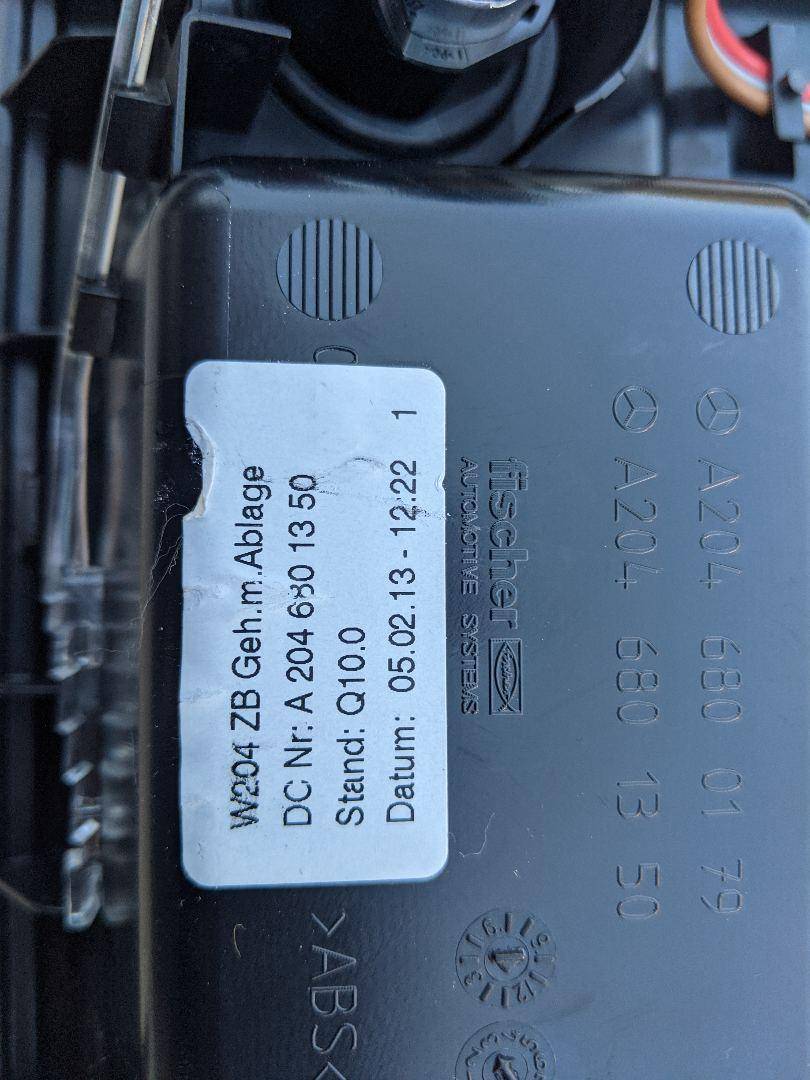 W204 ZB Geh.m.Ablage
DC Nr: A 204 680 13 50
Stand: Q10.0
Datum: 05.02.13 - 12:22 1
fischer
AUTOMOTIVE SYSTEMS
A204 680 01 79
A204 680 13 50
>ABS<